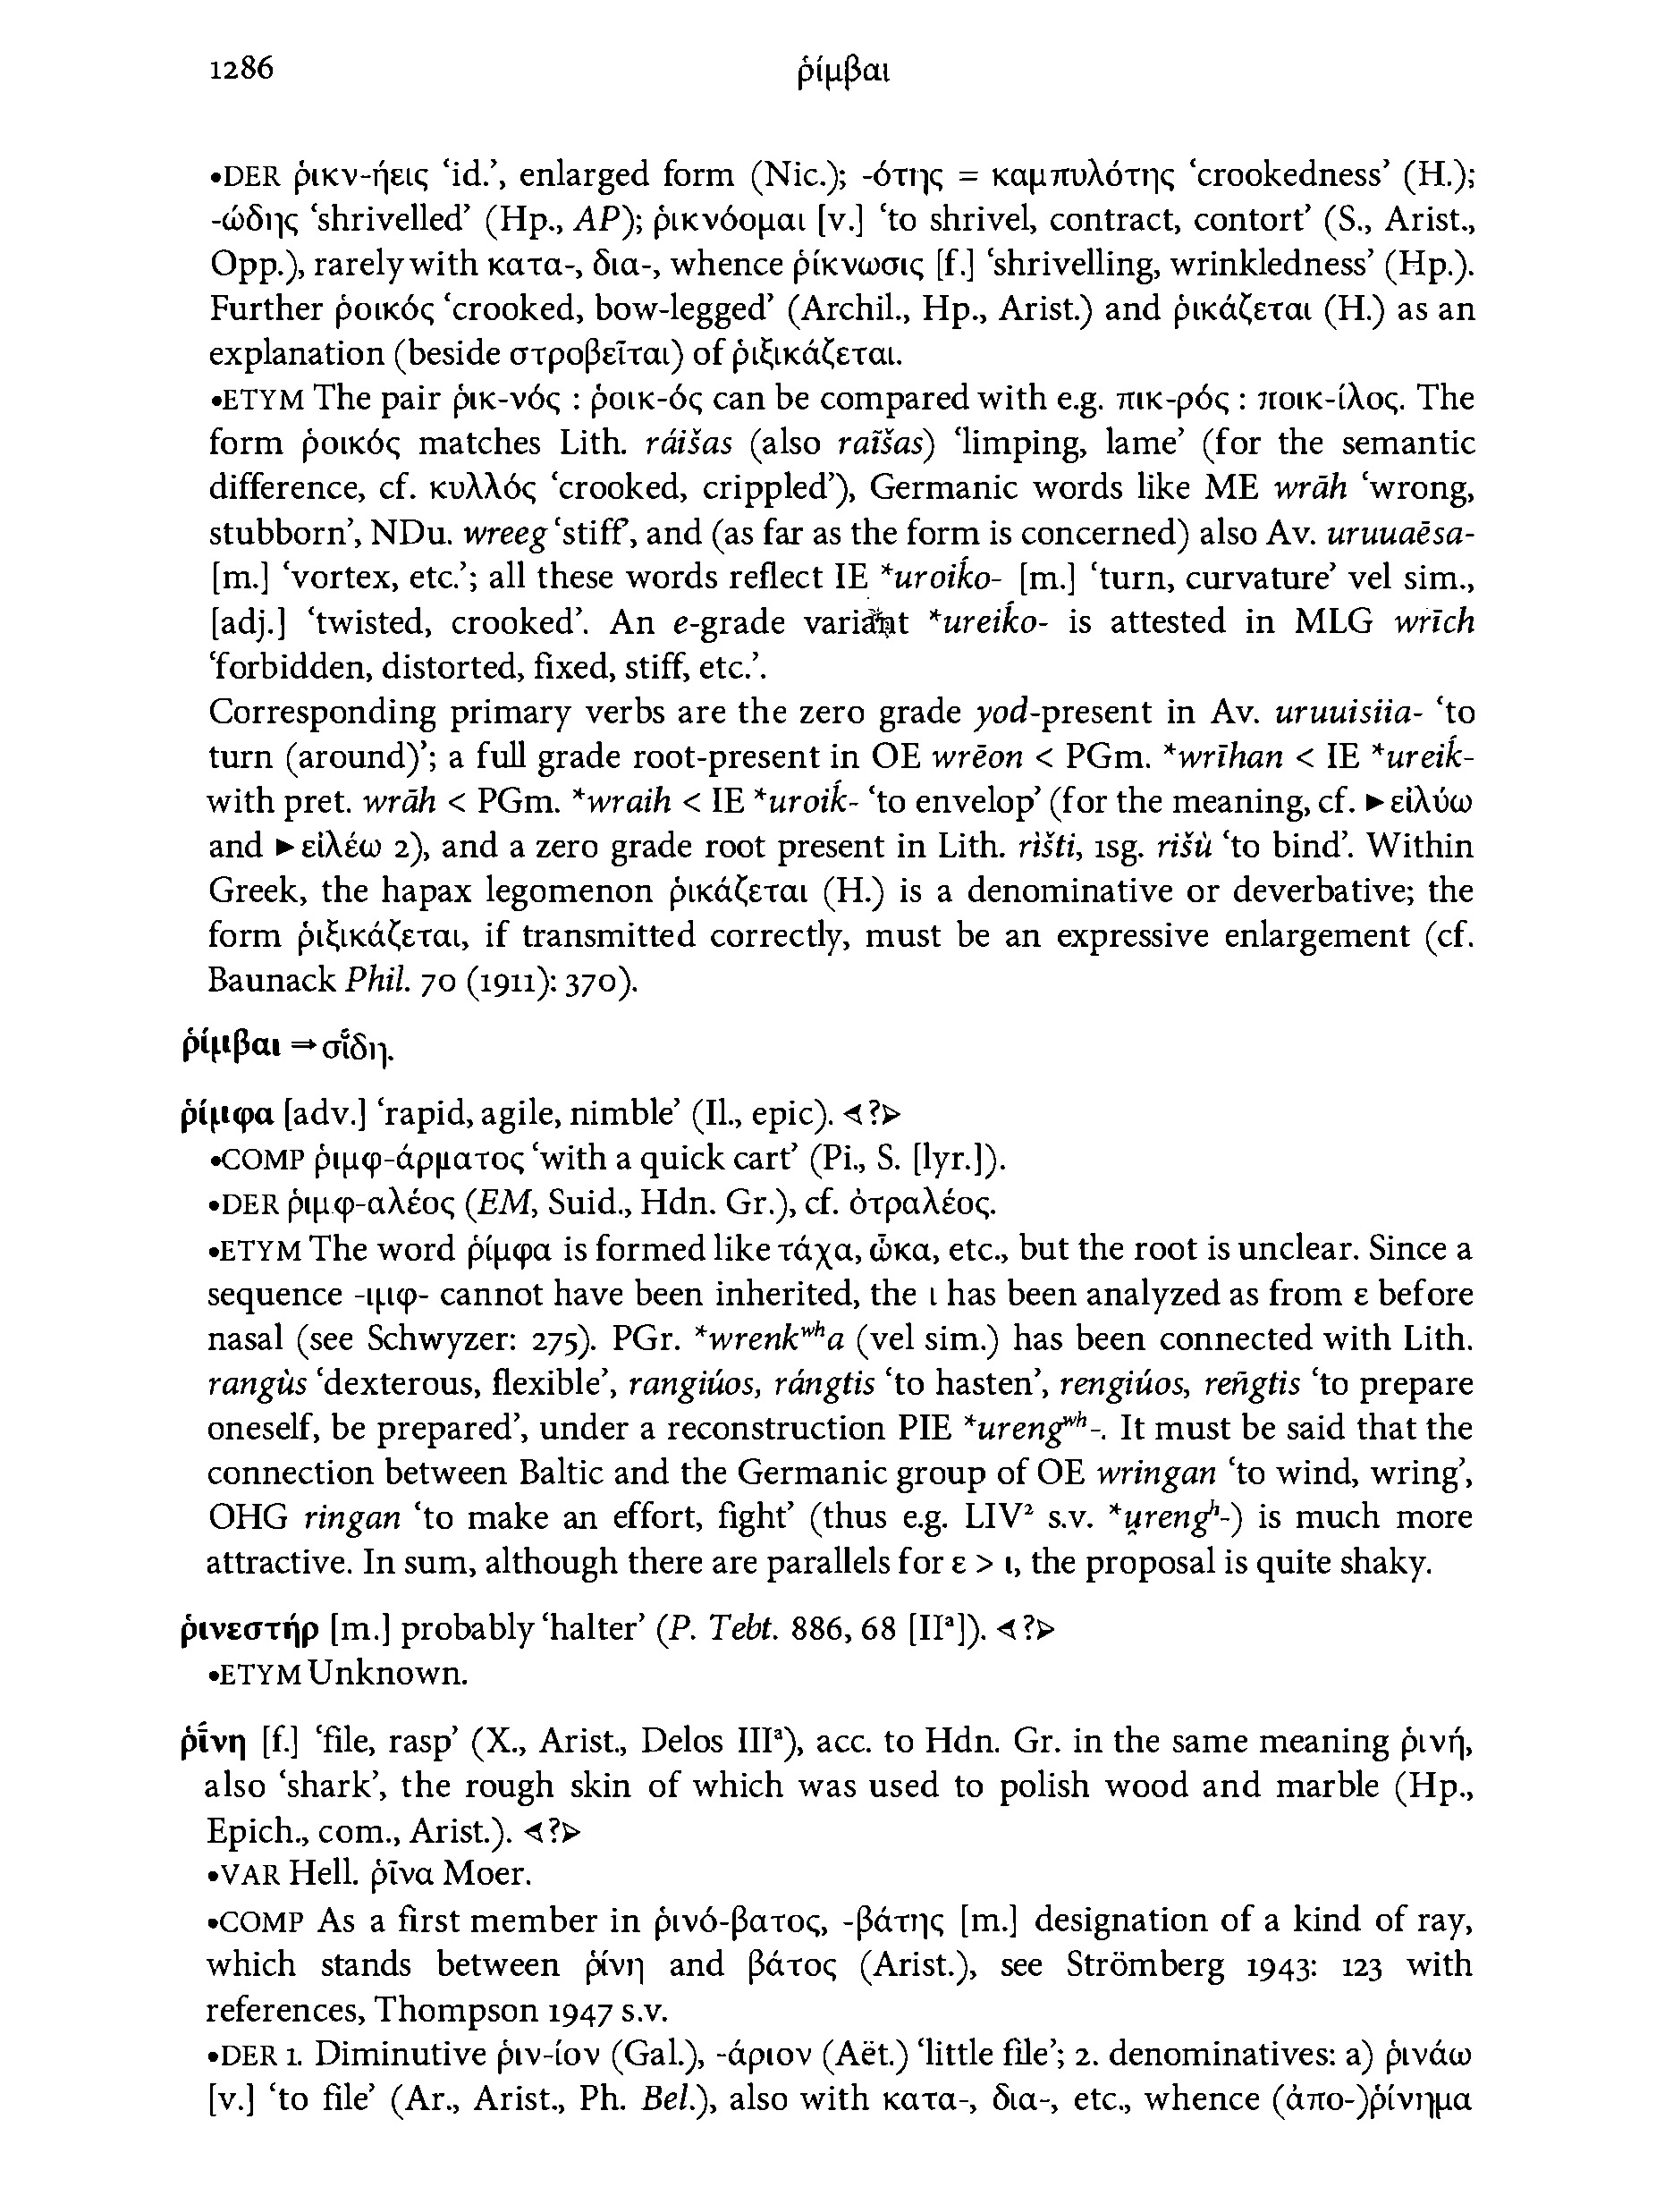 1286
ῥίμβαι
•DER ῥικν-ήεις ‘id.’, enlarged form (Nic.); -ότης = καμπυλότης ‘crookedness’ (H.);
-ώδης ‘shrivelled’ (Hp., AP); ῥικνόομαι [v.] ‘to shrivel, contract, contort’ (S., Arist.,
Opp.), rarely with κατα-, δια-, whence ῥίκνωσις [f.] ‘shrivelling, wrinkledness’ (Hp.).
Further ῥοικός ‘crooked, bow-legged’ (Archil., Hp., Arist.) and ῥικάζεται (H.) as an
explanation (beside στροβεῖται) of ῥιξικάζεται.
•ETYM The pair ῥικ-νός : ῥοικ-ός can be compared with e.g. πικ-ρός : ποικ-ίλος. The
form ῥοικός matches Lith. ráišas (also raĩšas) ‘limping, lame’ (for the semantic
difference, cf. κυλλός ‘crooked, crippled’), Germanic words like ME wrāh ‘wrong,
stubborn’, NDu. wreeg ‘stiff’, and (as far as the form is concerned) also Av. uruuaēsa-
[m.] ‘vortex, etc.’; all these words reflect IE *uroiḱo- [m.] ‘turn, curvature’ vel sim.,
[adj.] ‘twisted, crooked’. An e-grade variant *ureiḱo- is attested in MLG wrīch
‘forbidden, distorted, fixed, stiff, etc.’.
Corresponding primary verbs are the zero grade yod-present in Av. uruuisiia- ‘to
turn (around)’; a full grade root-present in OE wrēon < PGm. *wrīhan < IE *ureiḱ-
with pret. wrāh < PGm. *wraih < IE *uroiḱ- ‘to envelop’ (for the meaning, cf. ►εἰλύω
and ►εἰλέω 2), and a zero grade root present in Lith. rìšti, 1sg. rišù ‘to bind’. Within
Greek, the hapax legomenon ῥικάζεται (H.) is a denominative or deverbative; the
form ῥιξικάζεται, if transmitted correctly, must be an expressive enlargement (cf.
Baunack Phil. 70 (1911): 370).
ῥίμβαι ⇒σί̄δη.
ῥίμφα [adv.] ‘rapid, agile, nimble’ (Il., epic). ⊲?⊳
•COMP ῥιμφ-άρματος ‘with a quick cart’ (Pi., S. [lyr.]).
•DER ῥιμφ-αλέος (EM, Suid., Hdn. Gr.), cf. ὀτραλέος.
•ETYM The word ῥίμφα is formed like τάχα, ὦκα, etc., but the root is unclear. Since a
sequence -ιμφ- cannot have been inherited, the ι has been analyzed as from ε before
nasal (see Schwyzer: 275). PGr. *wrenkʷʰa (vel sim.) has been connected with Lith.
rangùs ‘dexterous, flexible’, rangiúos, rángtis ‘to hasten’, rengiúos, reñgtis ‘to prepare
oneself, be prepared’, under a reconstruction PIE *urengʷʰ-. It must be said that the
connection between Baltic and the Germanic group of OE wringan ‘to wind, wring’,
OHG ringan ‘to make an effort, fight’ (thus e.g. LIV² s.v. *u̯rengʰ-) is much more
attractive. In sum, although there are parallels for ε > ι, the proposal is quite shaky.
ῥινεστήρ [m.] probably ‘halter’ (P. Tebt. 886, 68 [IIᵃ]). ⊲?⊳
•ETYM Unknown.
ῥί̄νη [f.] ‘file, rasp’ (X., Arist., Delos IIIᵃ), acc. to Hdn. Gr. in the same meaning ῥινή,
also ‘shark’, the rough skin of which was used to polish wood and marble (Hp.,
Epich., com., Arist.). ⊲?⊳
•VAR Hell. ῥῖνα Moer.
•COMP As a first member in ῥινό-βατος, -βάτης [m.] designation of a kind of ray,
which stands between ῥίνη and βάτος (Arist.), see Strömberg 1943: 123 with
references, Thompson 1947 s.v.
•DER 1. Diminutive ῥιν-ίον (Gal.), -άριον (Aët.) ‘little file’; 2. denominatives: a) ῥινάω
[v.] ‘to file’ (Ar., Arist., Ph. Bel.), also with κατα-, δια-, etc., whence (ἀπο-)ῥίνημα